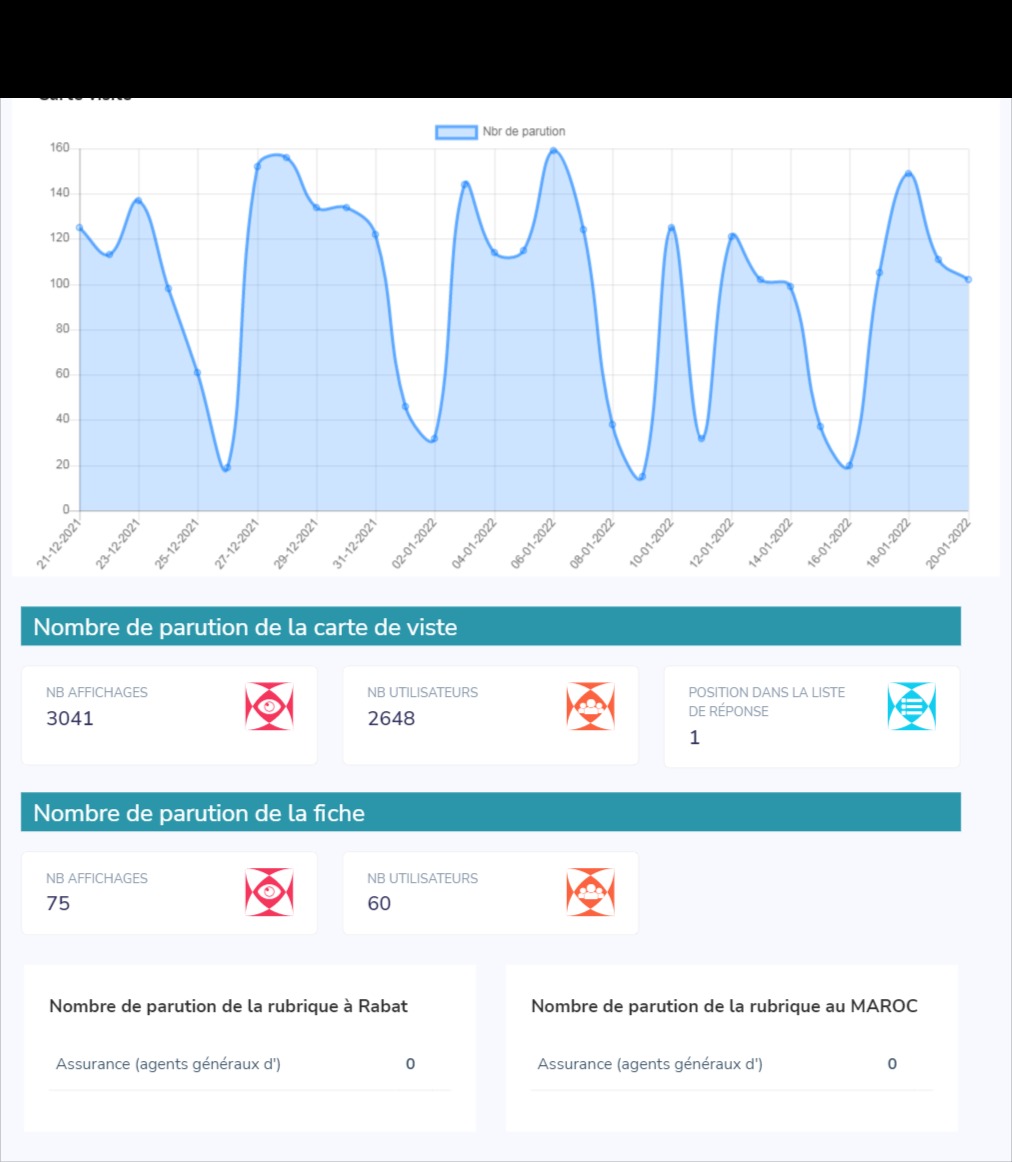 Nbr de parution
160
140
120
100
80
60
40
20
0
21-12-2021
23-12-2021
25-12-2021
27-12-2021
29-12-2021
31-12-2021
02-01-2022
04-01-2022
06-01-2022
08-01-2022
10-01-2022
12-01-2022
14-01-2022
16-01-2022
18-01-2022
20-01-2022
Nombre de parution de la carte de viste
NB AFFICHAGES
3041
NB UTILISATEURS
2648
POSITION DANS LA LISTE
DE RÉPONSE
1
Nombre de parution de la fiche
NB AFFICHAGES
75
NB UTILISATEURS
60
Nombre de parution de la rubrique à Rabat
Assurance (agents généraux d') 0
Nombre de parution de la rubrique au MAROC
Assurance (agents généraux d') 0